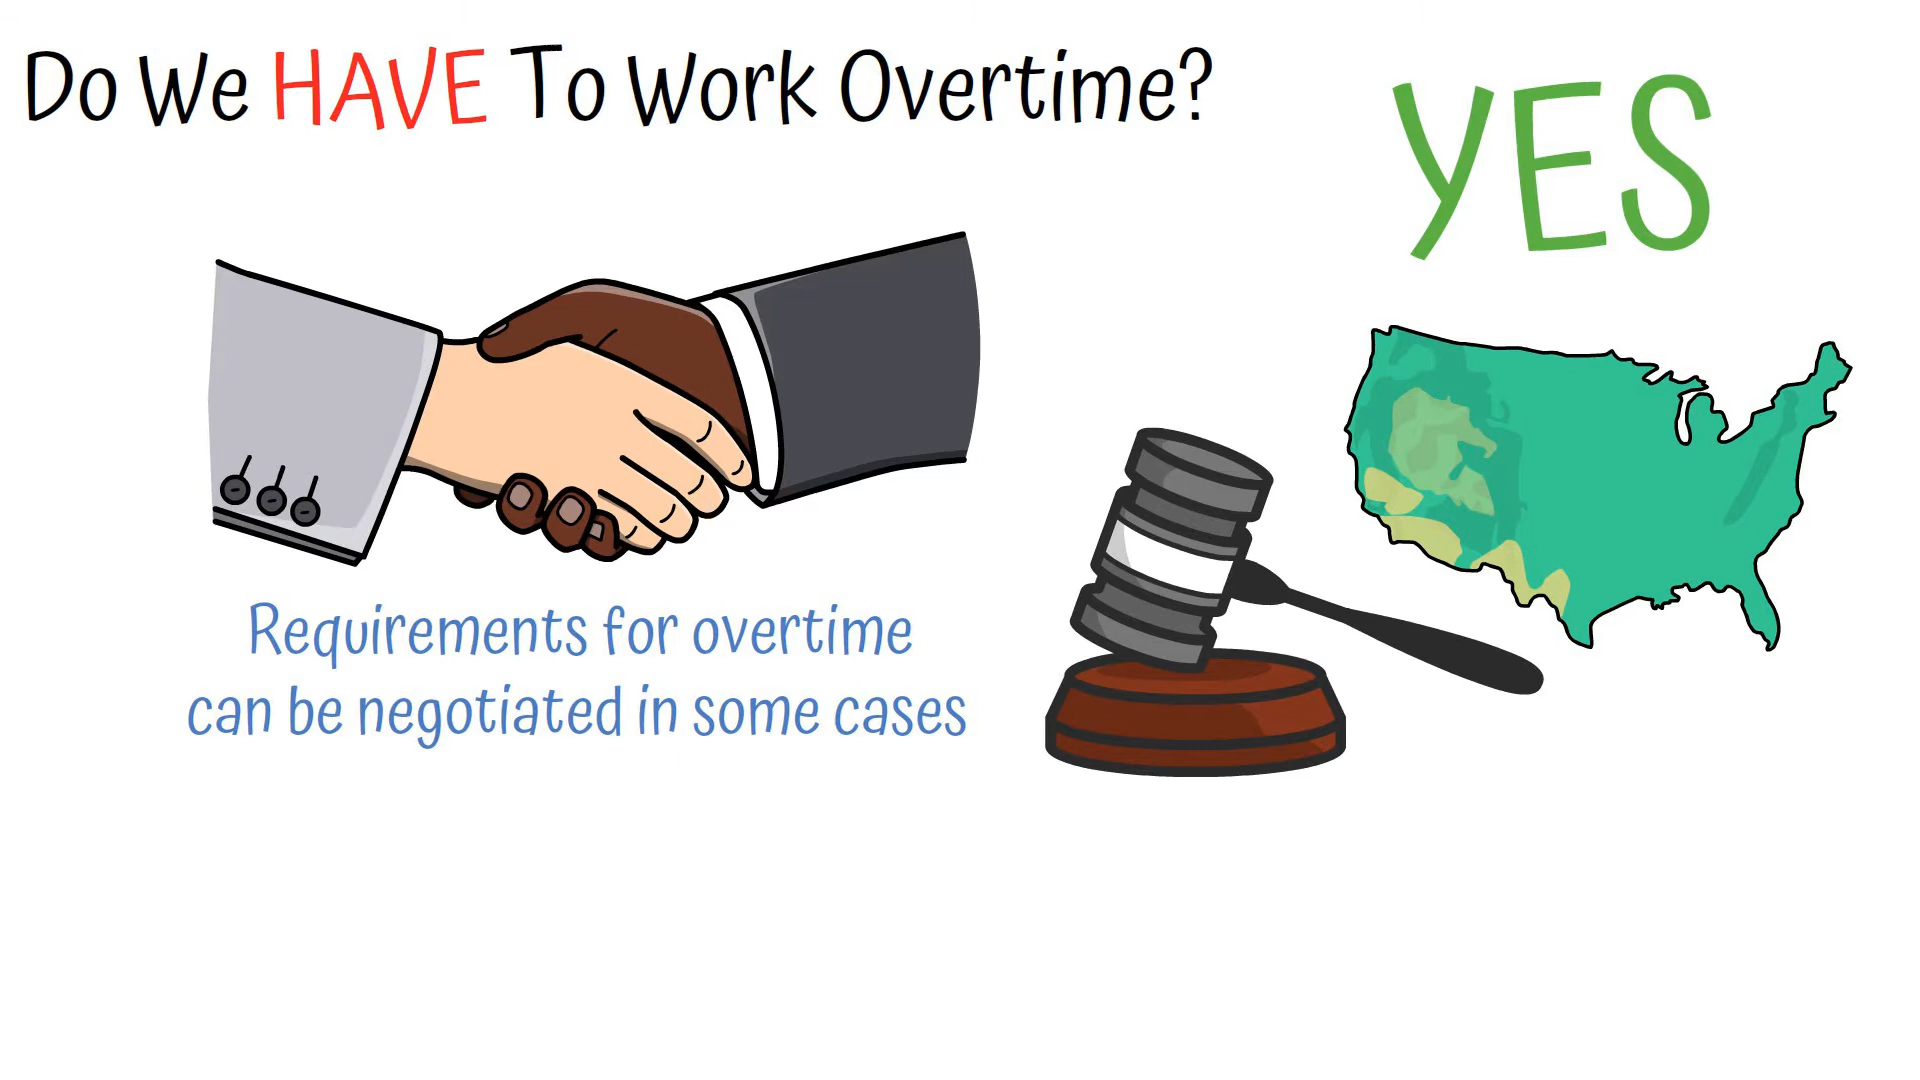 Do We HAVE To Work Overtime?
YES
Requirements for overtime
can be negotiated in some cases